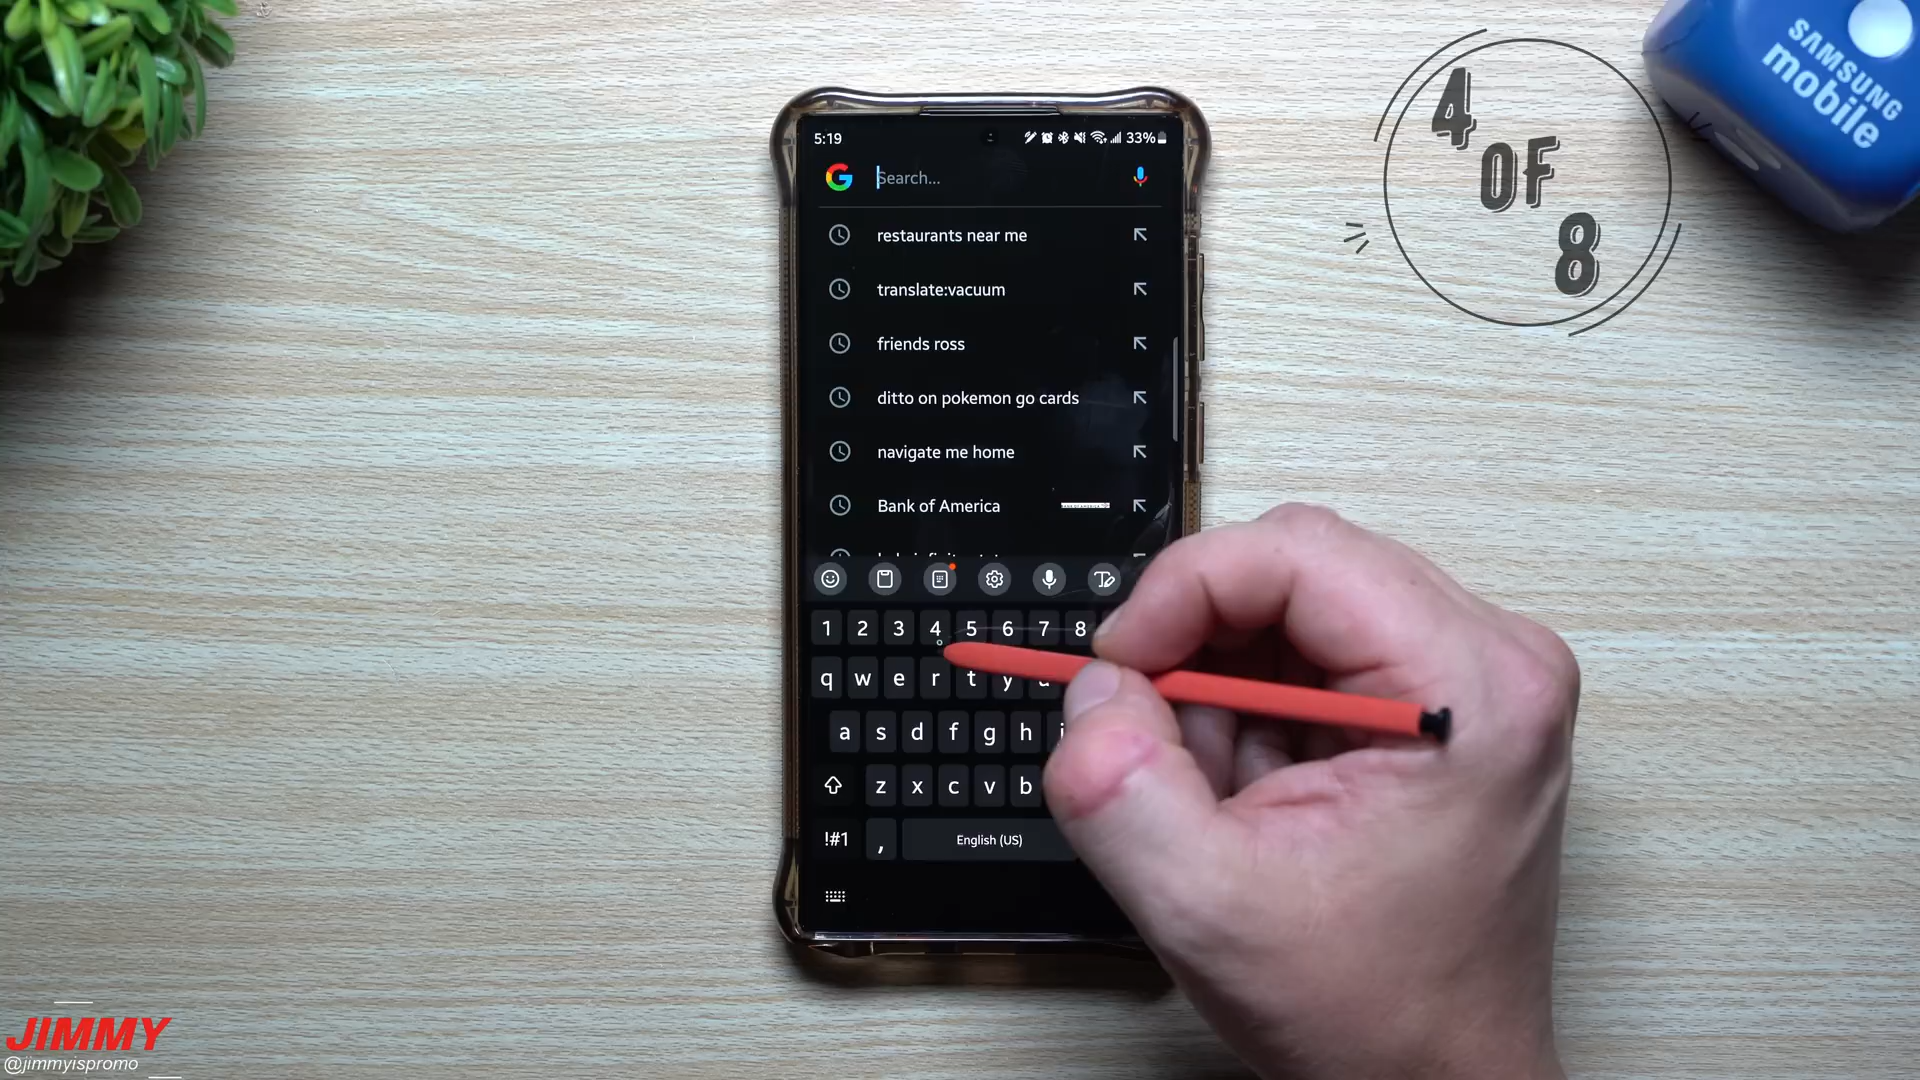 5:19
33%
Search...
restaurants near me
translate:vacuum
friends ross
ditto on pokemon go cards
navigate me home
Bank of America
1 2 3 4 5 6 7 8
q w e r t y
a s d f g h
z x c v b
!#1 , English (US)
4
OF
8
SAMSUNG
mobile
JIMMY
@jimmyispromo